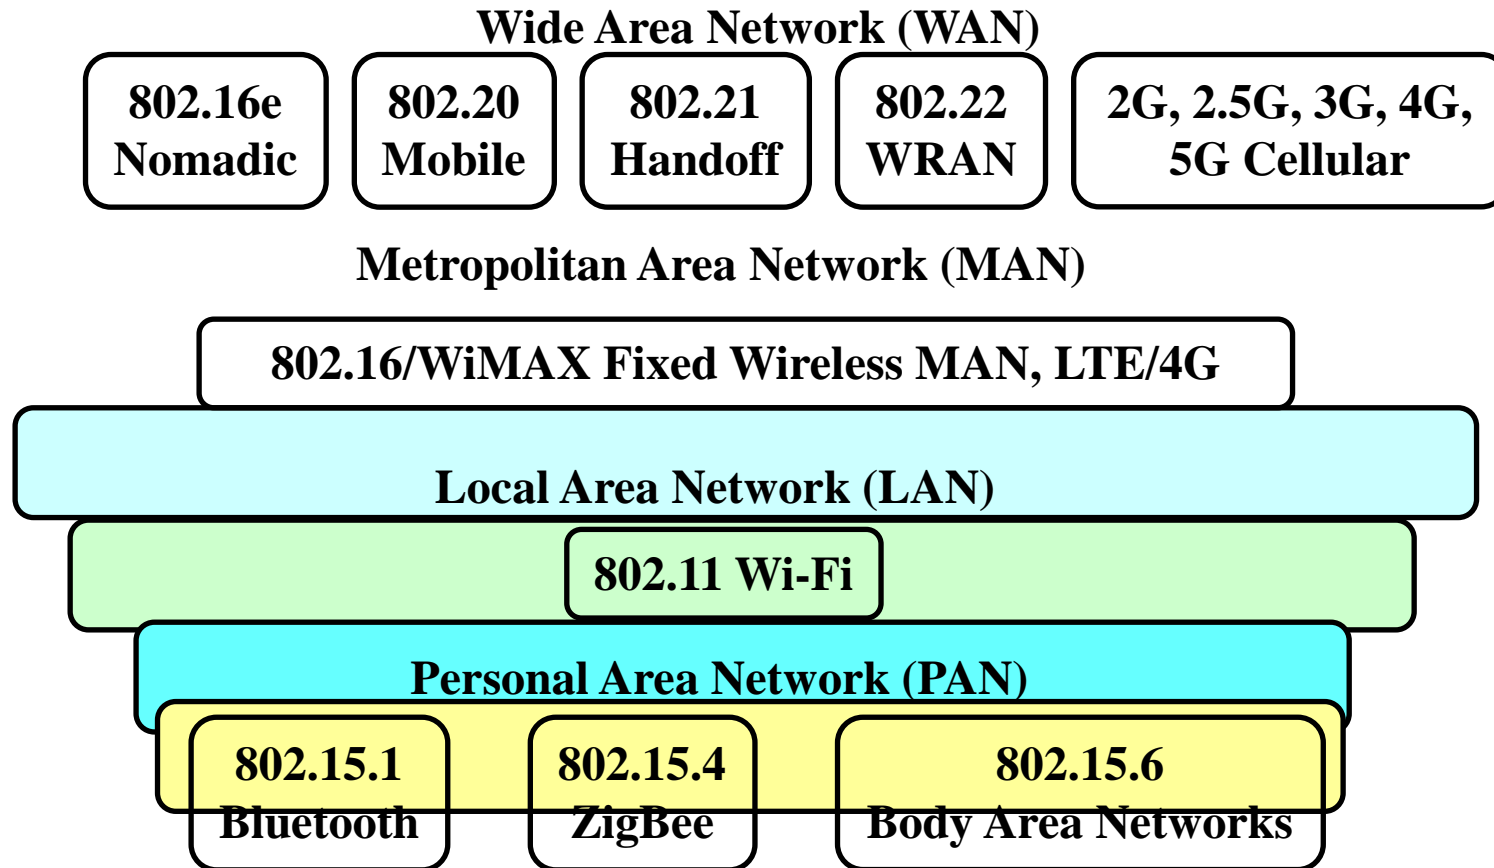 Wide Area Network (WAN)
802.16e
Nomadic
802.20
Mobile
802.21
Handoff
802.22
WRAN
2G, 2.5G, 3G, 4G,
5G Cellular
Metropolitan Area Network (MAN)
802.16/WiMAX Fixed Wireless MAN, LTE/4G
Local Area Network (LAN)
802.11 Wi-Fi
Personal Area Network (PAN)
802.15.1
Bluetooth
802.15.4
ZigBee
802.15.6
Body Area Networks